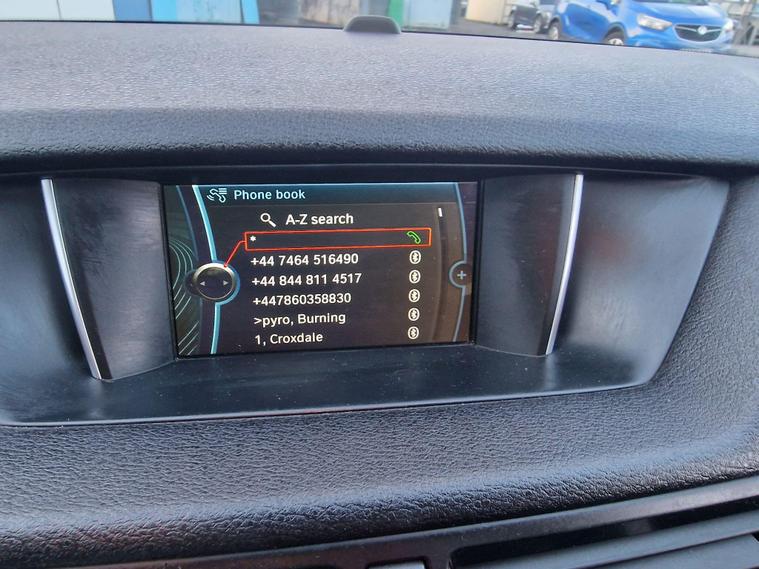 Phone book
A-Z search
*
+44 7464 516490
+44 844 811 4517
+447860358830
>pyro, Burning
1, Croxdale